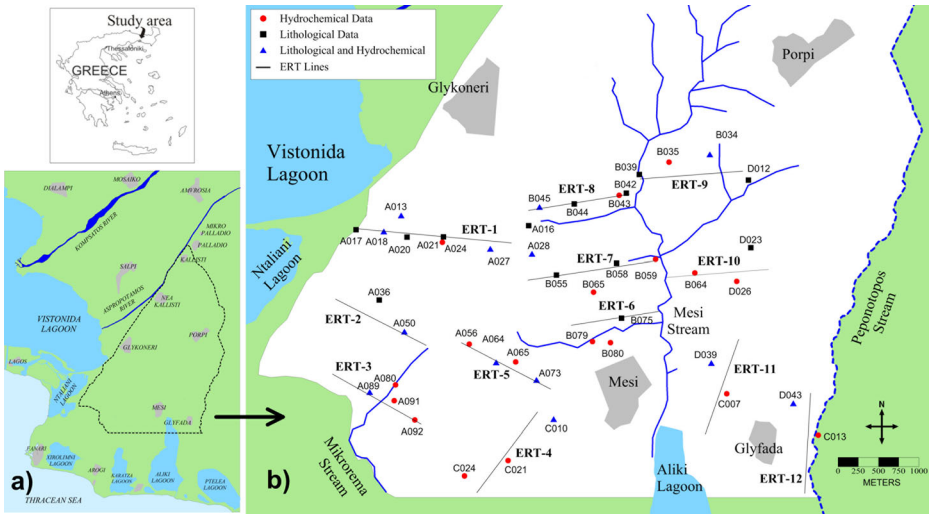 Study area
Thessaloniki
GREECE
Athens
DIALAMPI
MOSAIKO
AMVROSIA
KOMPSATOS RIVER
MIKRO
PALLADIO
PALLADIO
KALLISTI
SALPI
ASPROPOTAMOS
RIVER
NEA
KALLISTI
VISTONIDA
LAGOON
PORPI
GLYKONERI
LAGOS
NTALIANI
LAGOON
MESI
GLYFADA
FANARI
XIROLIMNI
LAGOON
AROGI
KARATZA
LAGOON
ALIKI
LAGOON
PTELEA
LAGOON
THRACEAN SEA
a)
Hydrochemical Data
Lithological Data
Lithological and Hydrochemical
ERT Lines
Glykoneri
Porpi
Vistonida
Lagoon
Ntaliani
Lagoon
B034
B035
B039
D012
ERT-9
ERT-8
B042
B045
B044
B043
A013
ERT-1
A017
A018
A020
A021
A024
A016
A027
A028
D023
ERT-7
B058
B059
ERT-10
B055
B065
B064
D026
A036
ERT-6
ERT-2
B075
Mesi
Stream
Peponotopos
Stream
A050
A056
A064
B079
B080
A065
ERT-3
A080
ERT-5
A073
D039
ERT-11
A089
A091
Mesi
C007
D043
A092
C010
Glyfada
C013
N
Mikrorema
Stream
ERT-4
C021
C024
Aliki
Lagoon
ERT-12
250 0 250 500 750 1000
METERS
b)